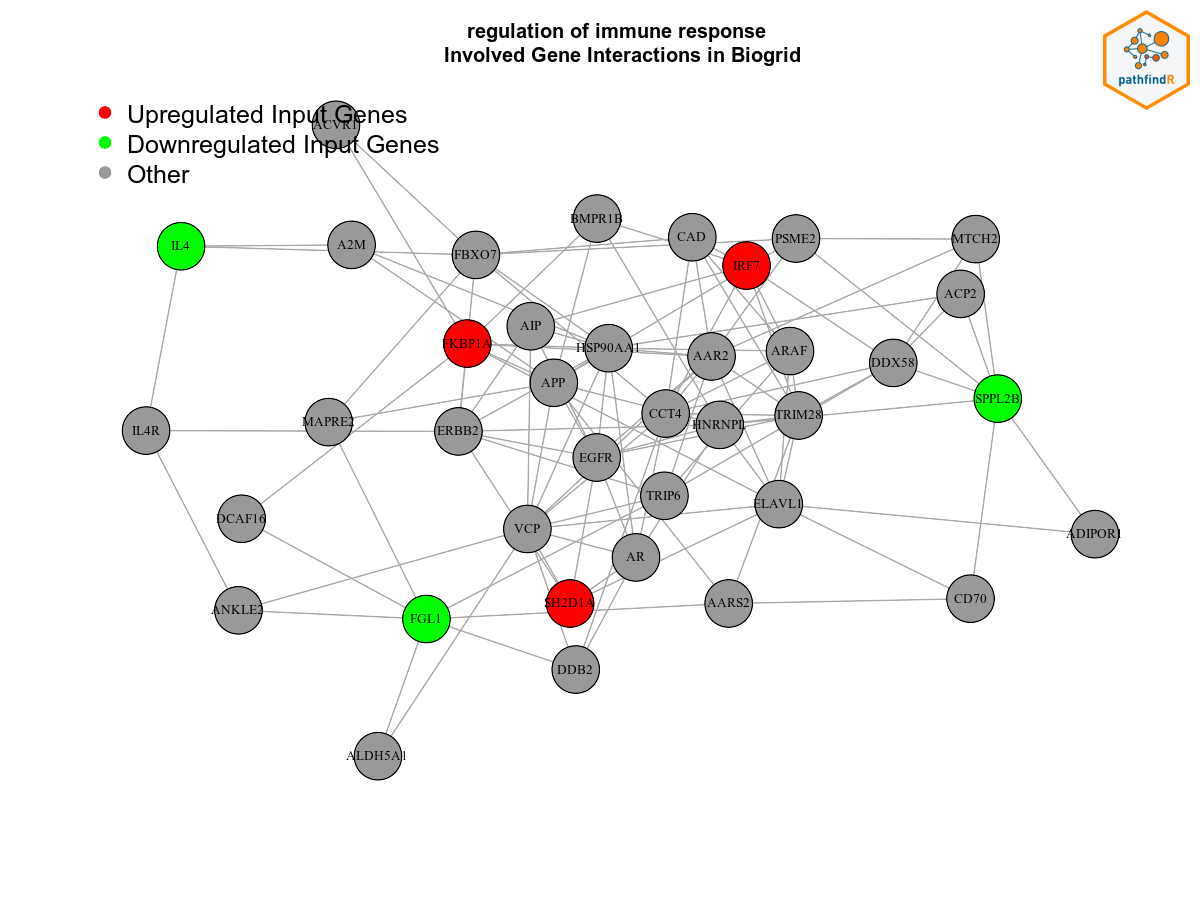 regulation of immune response
Involved Gene Interactions in Biogrid
pathfindR
Upregulated Input Genes
Downregulated Input Genes
Other
ACVR1
BMPR1B
IL4
A2M
FBXO7
CAD
PSME2
MTCH2
IRF7
ACP2
AIP
FKBP1A
HSP90AA1
AAR2
ARAF
DDX58
APP
SPPL2B
MAPRE2
CCT4
HNRNPL
TRIM28
IL4R
ERBB2
EGFR
TRIP6
ELAVL1
DCAF16
VCP
ADIPOR1
AR
ANKLE2
FGL1
SH2D1A
AARS2
CD70
DDB2
ALDH5A1